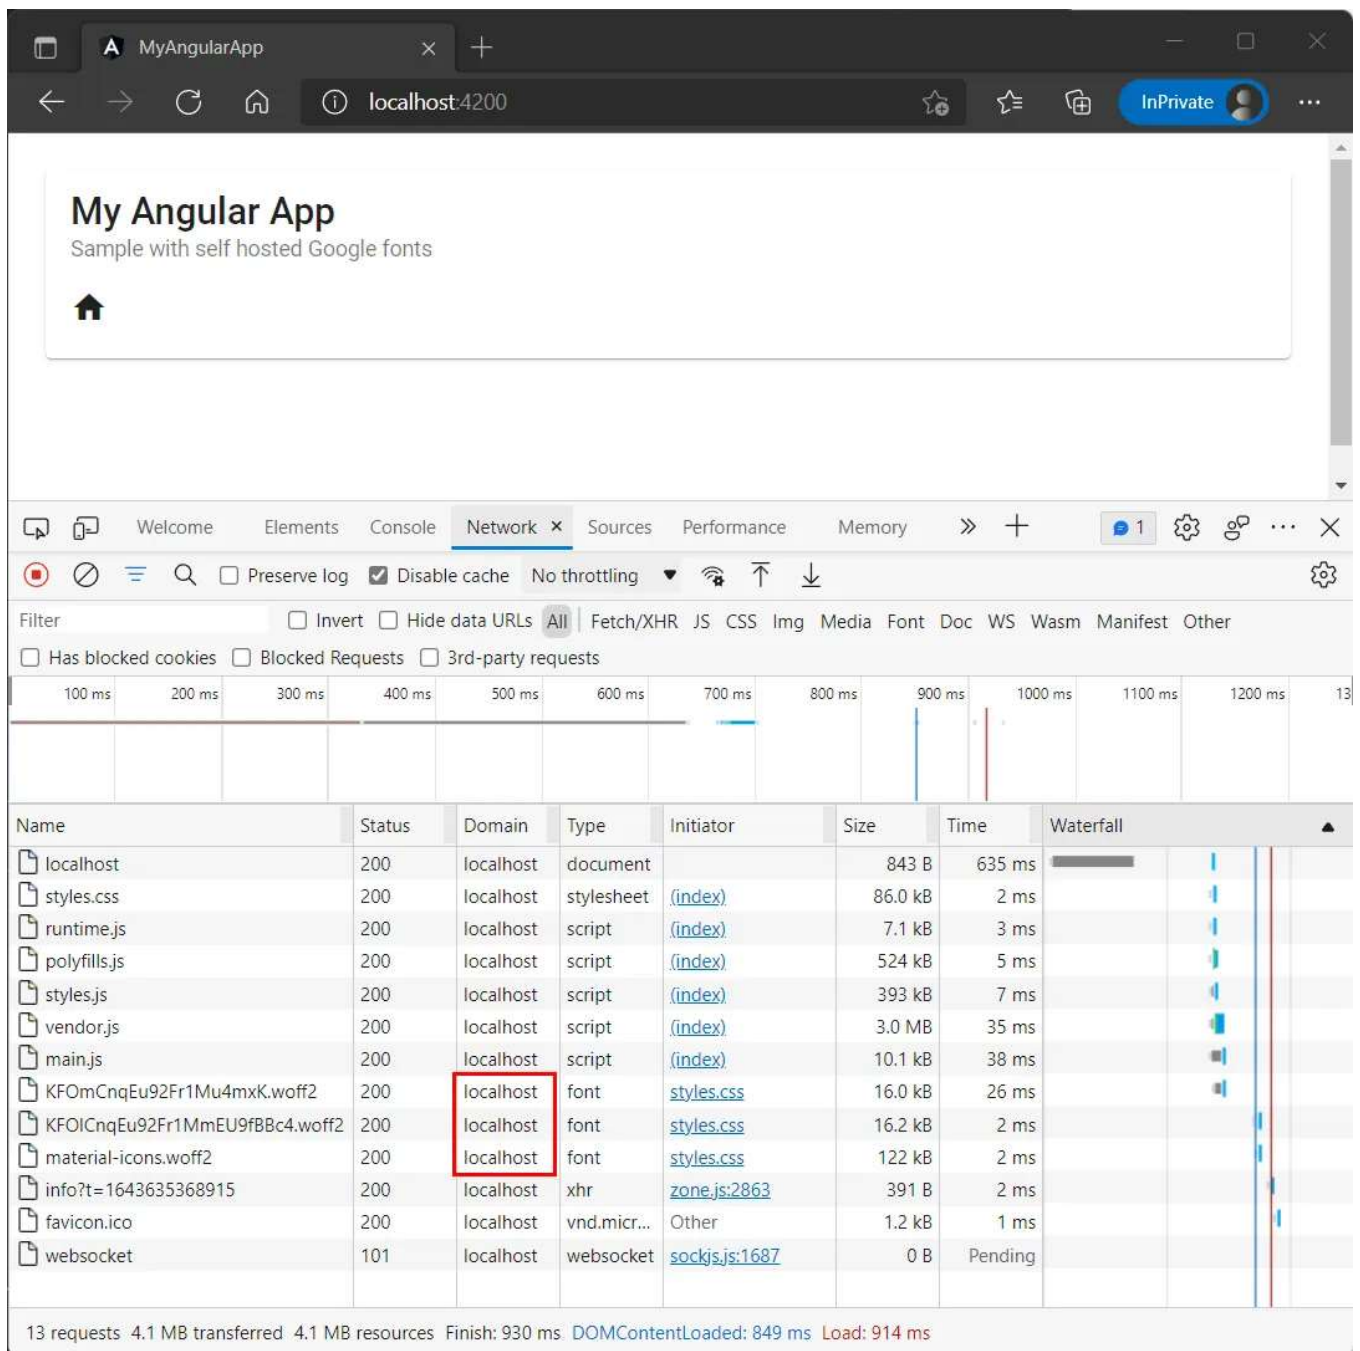 MyAngularApp
localhost:4200
InPrivate
My Angular App
Sample with self hosted Google fonts
Welcome Elements Console Network Sources Performance Memory 1
Preserve log Disable cache No throttling
Filter Invert Hide data URLs All Fetch/XHR JS CSS Img Media Font Doc WS Wasm Manifest Other
Has blocked cookies Blocked Requests 3rd-party requests
100 ms 200 ms 300 ms 400 ms 500 ms 600 ms 700 ms 800 ms 900 ms 1000 ms 1100 ms 1200 ms 13
Name Status Domain Type Initiator Size Time Waterfall
localhost 200 localhost document 843 B 635 ms
styles.css 200 localhost stylesheet (index) 86.0 kB 2 ms
runtime.js 200 localhost script (index) 7.1 kB 3 ms
polyfills.js 200 localhost script (index) 524 kB 5 ms
styles.js 200 localhost script (index) 393 kB 7 ms
vendor.js 200 localhost script (index) 3.0 MB 35 ms
main.js 200 localhost script (index) 10.1 kB 38 ms
KFOmCnqEu92Fr1Mu4mxK.woff2 200 localhost font styles.css 16.0 kB 26 ms
KFOlCnqEu92Fr1MmEU9fBBc4.woff2 200 localhost font styles.css 16.2 kB 2 ms
material-icons.woff2 200 localhost font styles.css 122 kB 2 ms
info?t=1643635368915 200 localhost xhr zone.js:2863 391 B 2 ms
favicon.ico 200 localhost vnd.micr... Other 1.2 kB 1 ms
websocket 101 localhost websocket sockjs.js:1687 0 B Pending
13 requests 4.1 MB transferred 4.1 MB resources Finish: 930 ms DOMContentLoaded: 849 ms Load: 914 ms